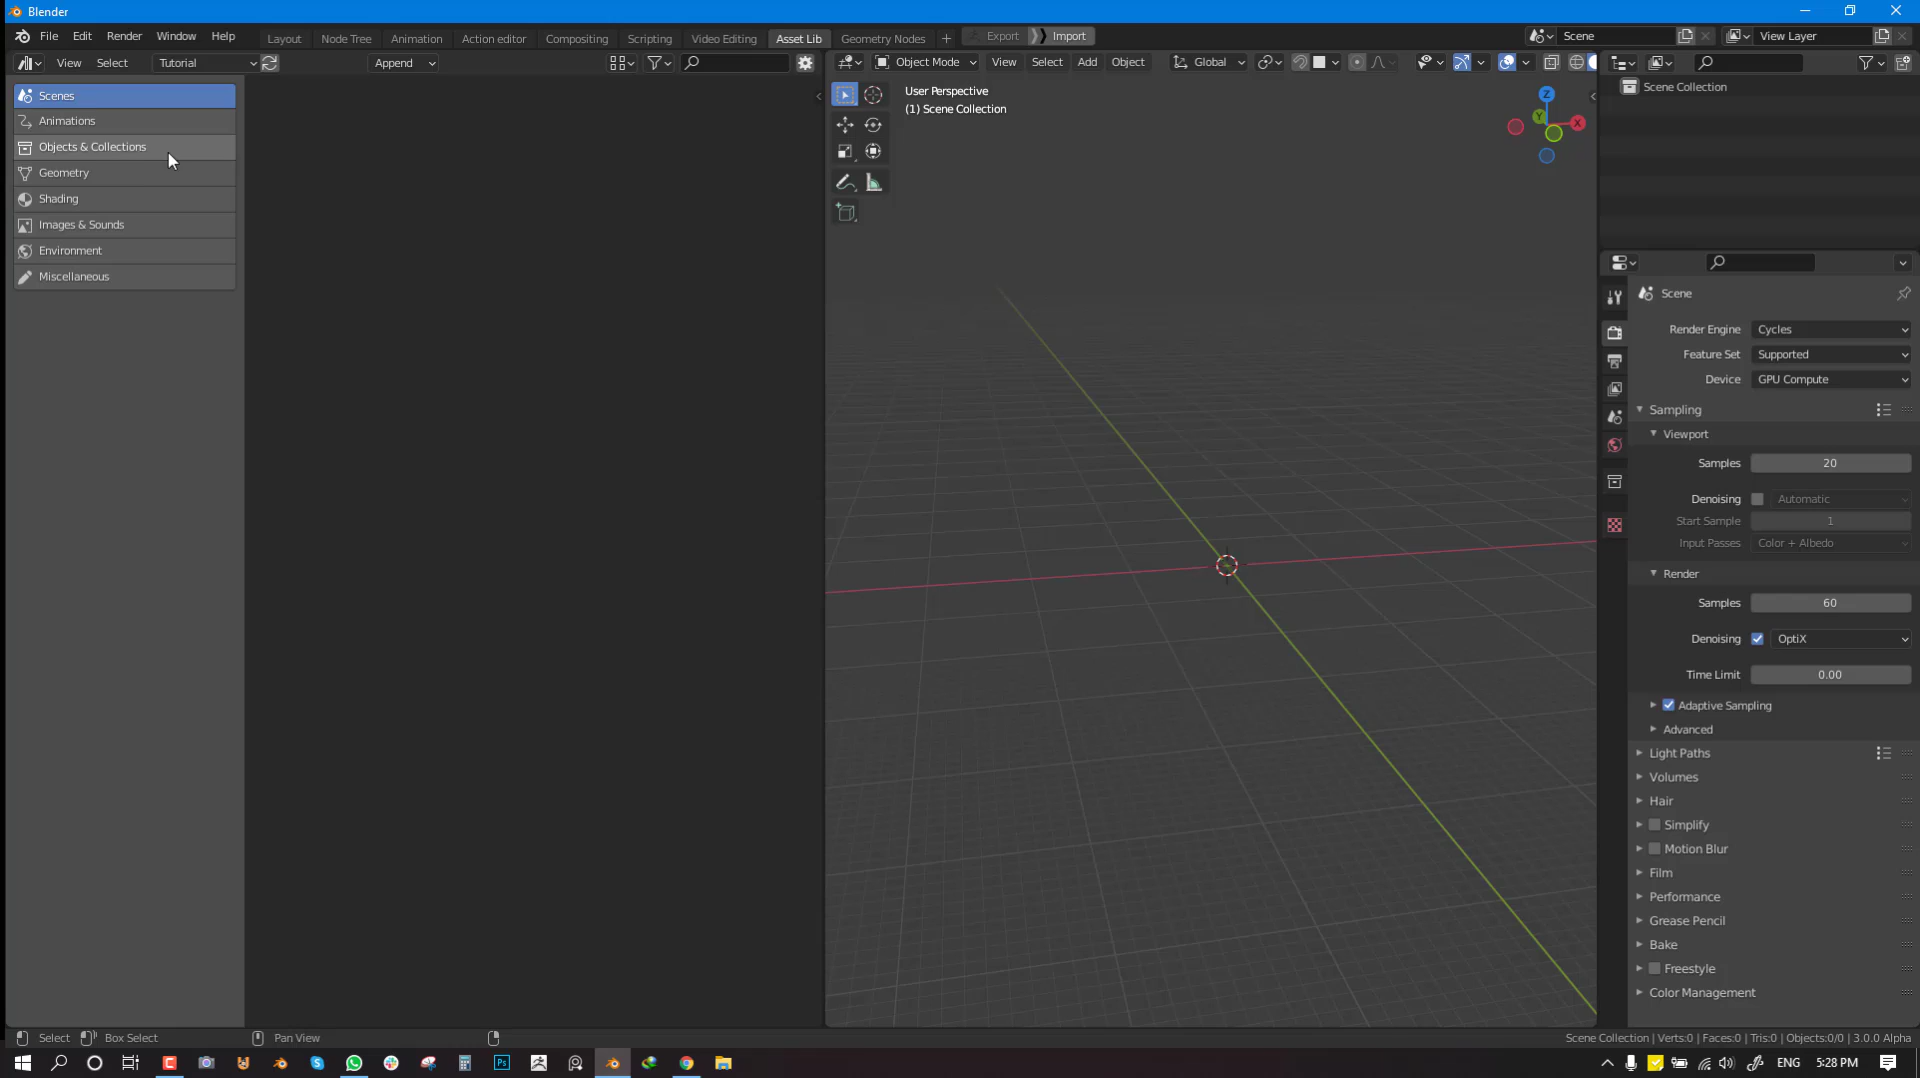 Blender
File Edit Render Window Help Layout Node Tree Animation Action editor Compositing Scripting Video Editing Asset Lib Geometry Nodes + Export Import Scene View Layer
View Select Tutorial Append Object Mode View Select Add Object Global
Scenes
Animations
Objects & Collections
Geometry
Shading
Images & Sounds
Environment
Miscellaneous
User Perspective
(1) Scene Collection
Z
Y
X
Scene Collection
Scene
Render Engine Cycles
Feature Set Supported
Device GPU Compute
Sampling
Viewport
Samples 20
Denoising Automatic
Start Sample 1
Input Passes Color + Albedo
Render
Samples 60
Denoising OptiX
Time Limit 0.00
Adaptive Sampling
Advanced
Light Paths
Volumes
Hair
Simplify
Motion Blur
Film
Performance
Grease Pencil
Bake
Freestyle
Color Management
Select Box Select Pan View
Scene Collection | Verts:0 | Faces:0 | Tris:0 | Objects:0/0 | 3.0.0 Alpha
Ps
ENG 5:28 PM